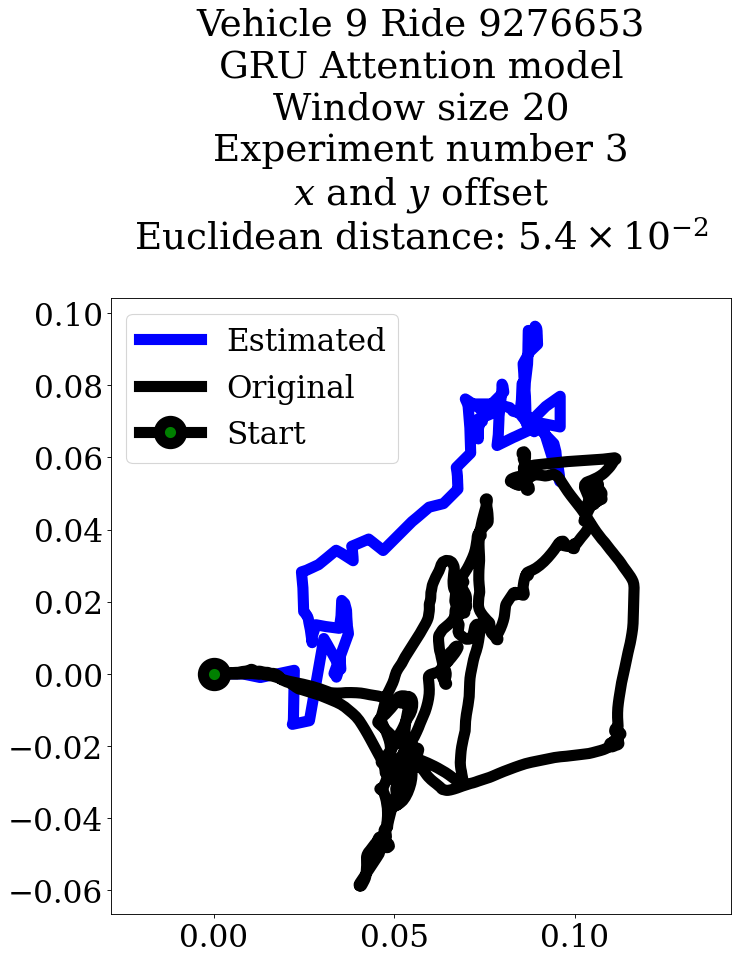 Vehicle 9 Ride 9276653
GRU Attention model
Window size 20
Experiment number 3
x and y offset
Euclidean distance: 5.4 × 10⁻²
Estimated
Original
Start
0.10
0.08
0.06
0.04
0.02
0.00
−0.02
−0.04
−0.06
0.00 0.05 0.10